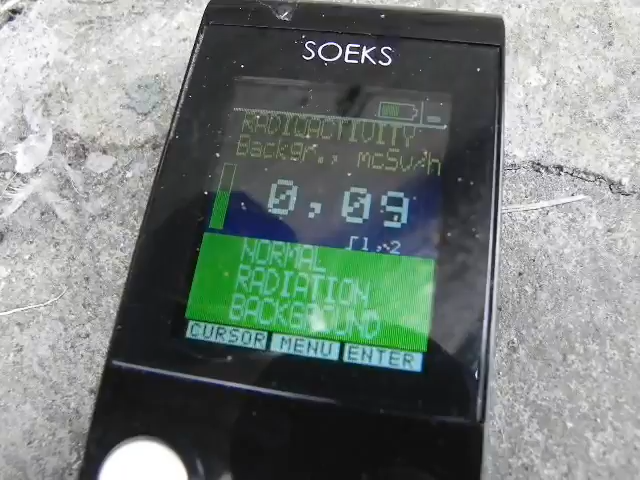 SOEKS
RADIOACTIVITY
Backgr., mcSv/h
0,09
NORMAL
RADIATION
BACKGROUND
CURSOR MENU ENTER